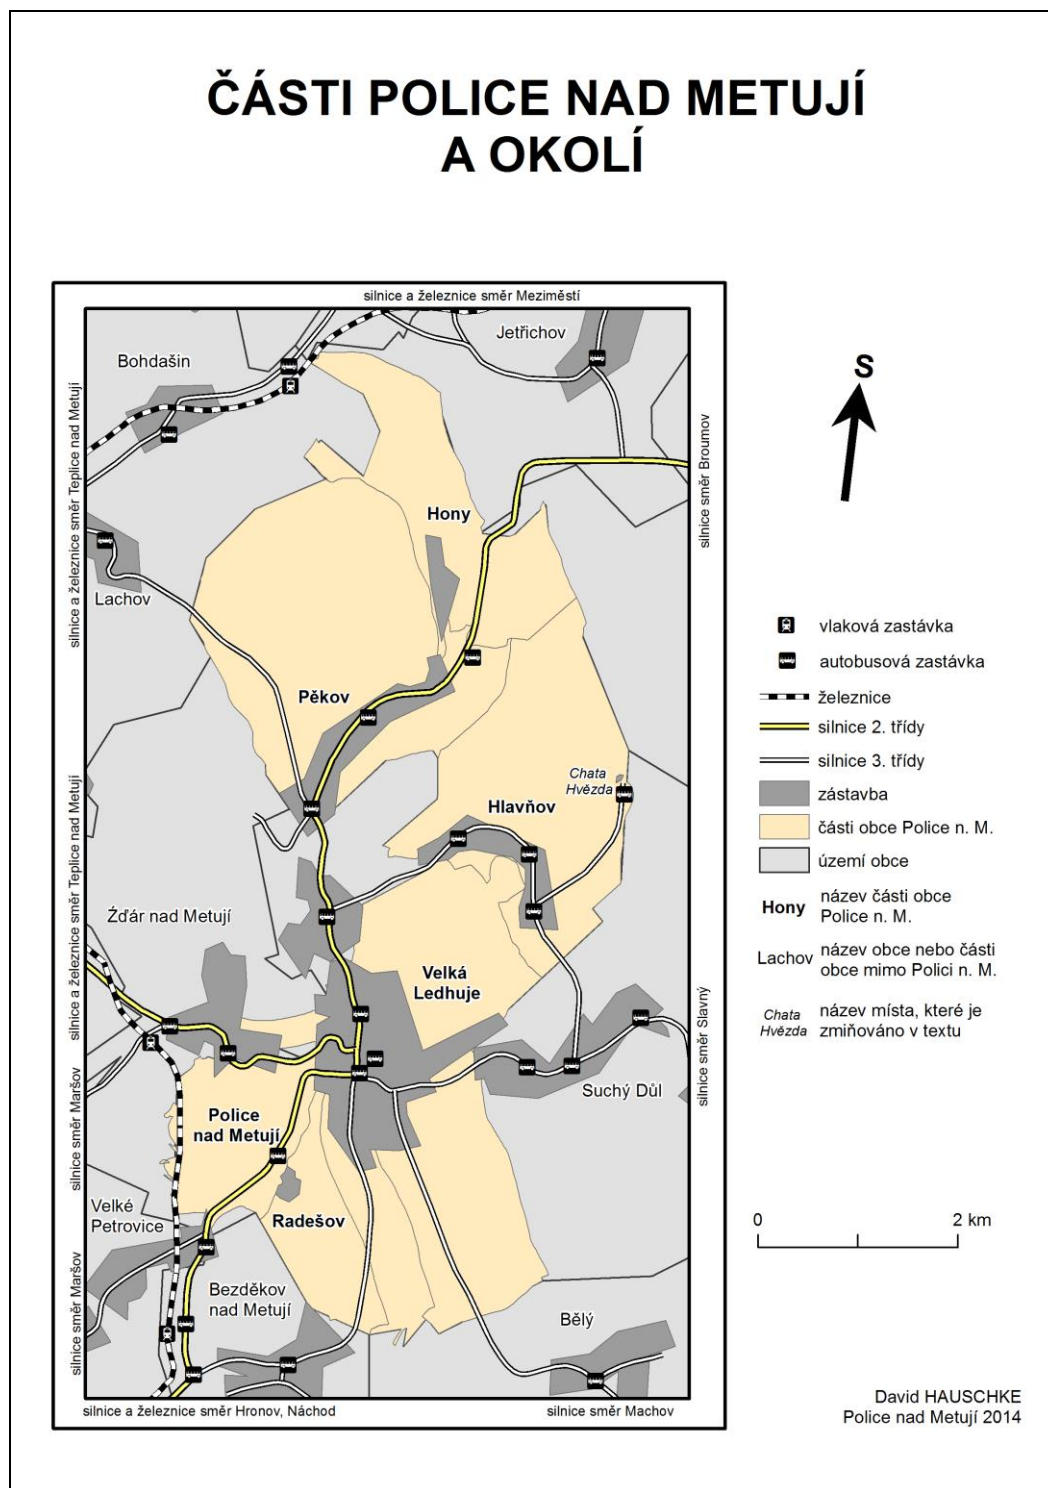 ČÁSTI POLICE NAD METUJÍ
A OKOLÍ
silnice a železnice směr Meziměstí
Jetřichov
Bohdašín
silnice a železnice směr Teplice nad Metují
silnice směr Broumov
S
Hony
Lachov
Pěkov
Chata
Hvězda
Hlavňov
silnice a železnice směr Teplice nad Metují
Žďár nad Metují
Velká
Ledhuje
silnice směr Slavný
Suchý Důl
silnice směr Maršov
Police
nad Metují
Velké
Petrovice
Radešov
silnice směr Maršov
Bezděkov
nad Metují
Bělý
silnice a železnice směr Hronov, Náchod
silnice směr Machov
vlaková zastávka
autobusová zastávka
železnice
silnice 2. třídy
silnice 3. třídy
zástavba
části obce Police n. M.
území obce
Hony
název části obce
Police n. M.
Lachov
název obce nebo části
obce mimo Polici n. M.
Chata
Hvězda
název místa, které je
zmiňováno v textu
0
2 km
David HAUSCHKE
Police nad Metují 2014